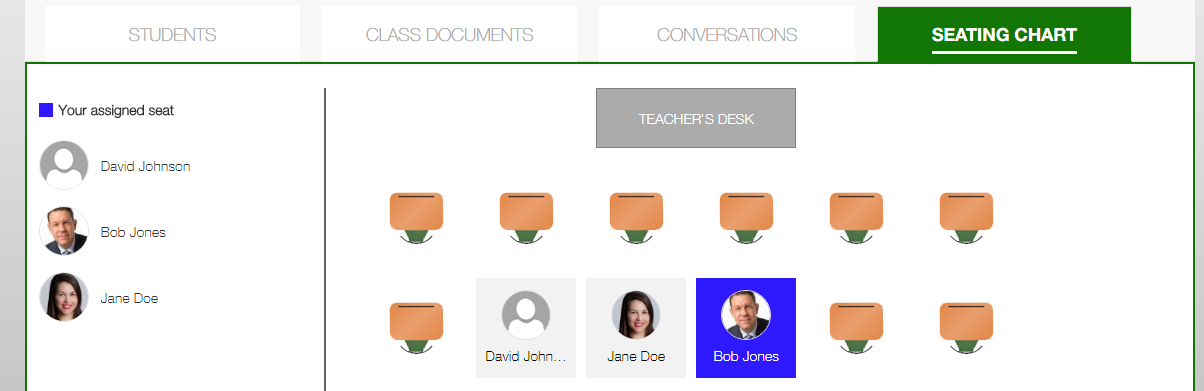 STUDENTS
CLASS DOCUMENTS
CONVERSATIONS
SEATING CHART
Your assigned seat
David Johnson
Bob Jones
Jane Doe
TEACHER'S DESK
David John...
Jane Doe
Bob Jones